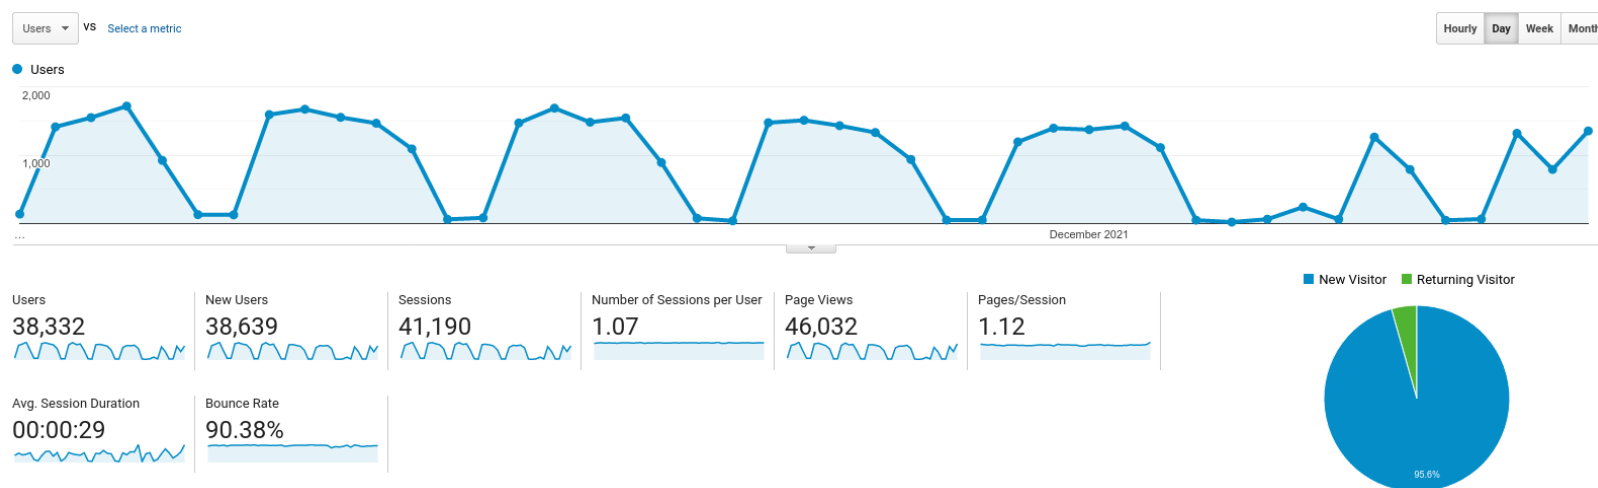 Users vs Select a metric
Hourly Day Week Month
Users
2,000
1,000
...
December 2021
New Visitor Returning Visitor
Users
38,332
New Users
38,639
Sessions
41,190
Number of Sessions per User
1.07
Page Views
46,032
Pages/Session
1.12
Avg. Session Duration
00:00:29
Bounce Rate
90.38%
95.6%